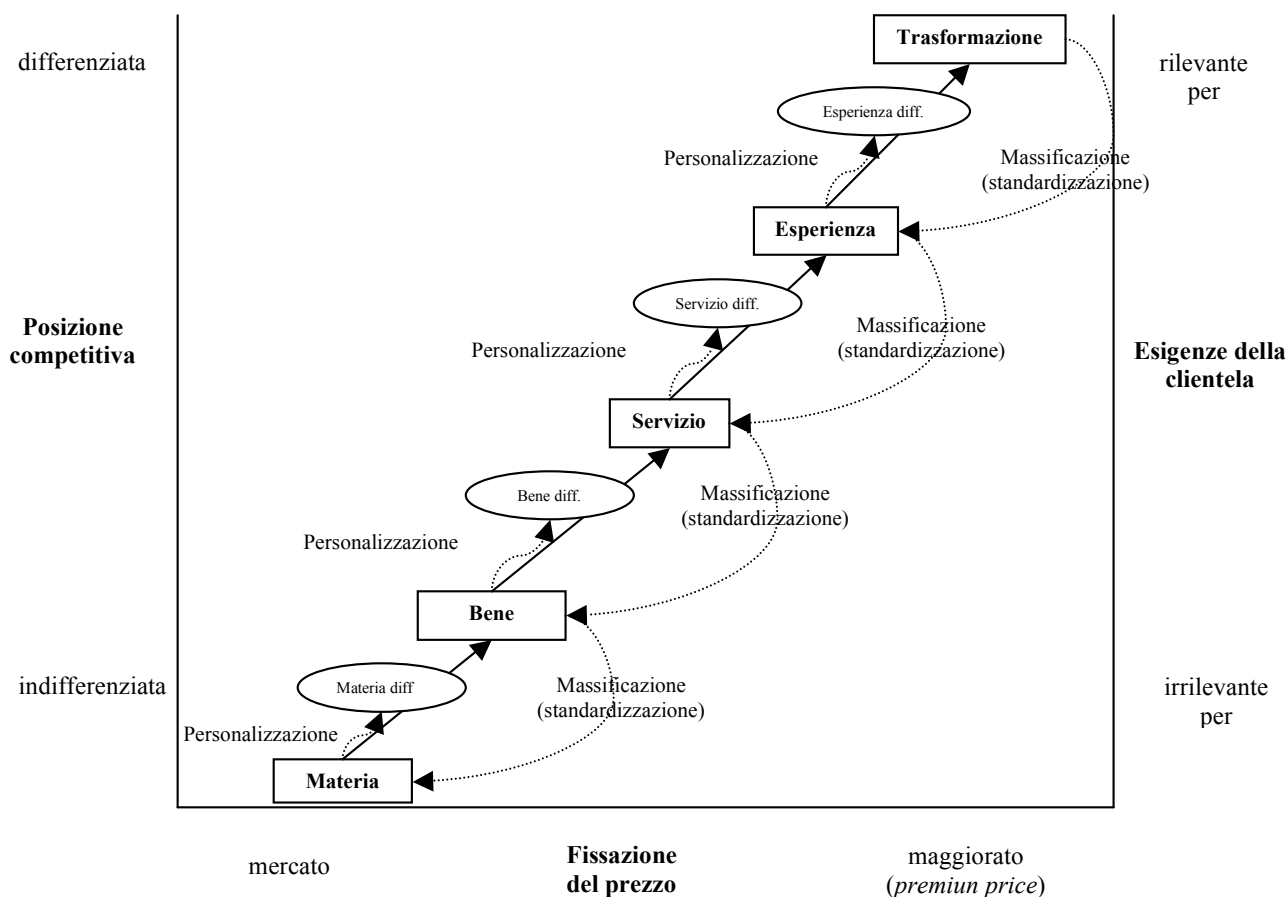 Trasformazione
differenziata
rilevante
per
Esperienza diff.
Personalizzazione
Massificazione
(standardizzazione)
Esperienza
Servizio diff.
Posizione
competitiva
Personalizzazione
Massificazione
(standardizzazione)
Esigenze della
clientela
Servizio
Bene diff.
Personalizzazione
Massificazione
(standardizzazione)
Bene
indifferenziata
Materia diff
Massificazione
(standardizzazione)
irrilevante
per
Personalizzazione
Materia
mercato
Fissazione
del prezzo
maggiorato
(premiun price)